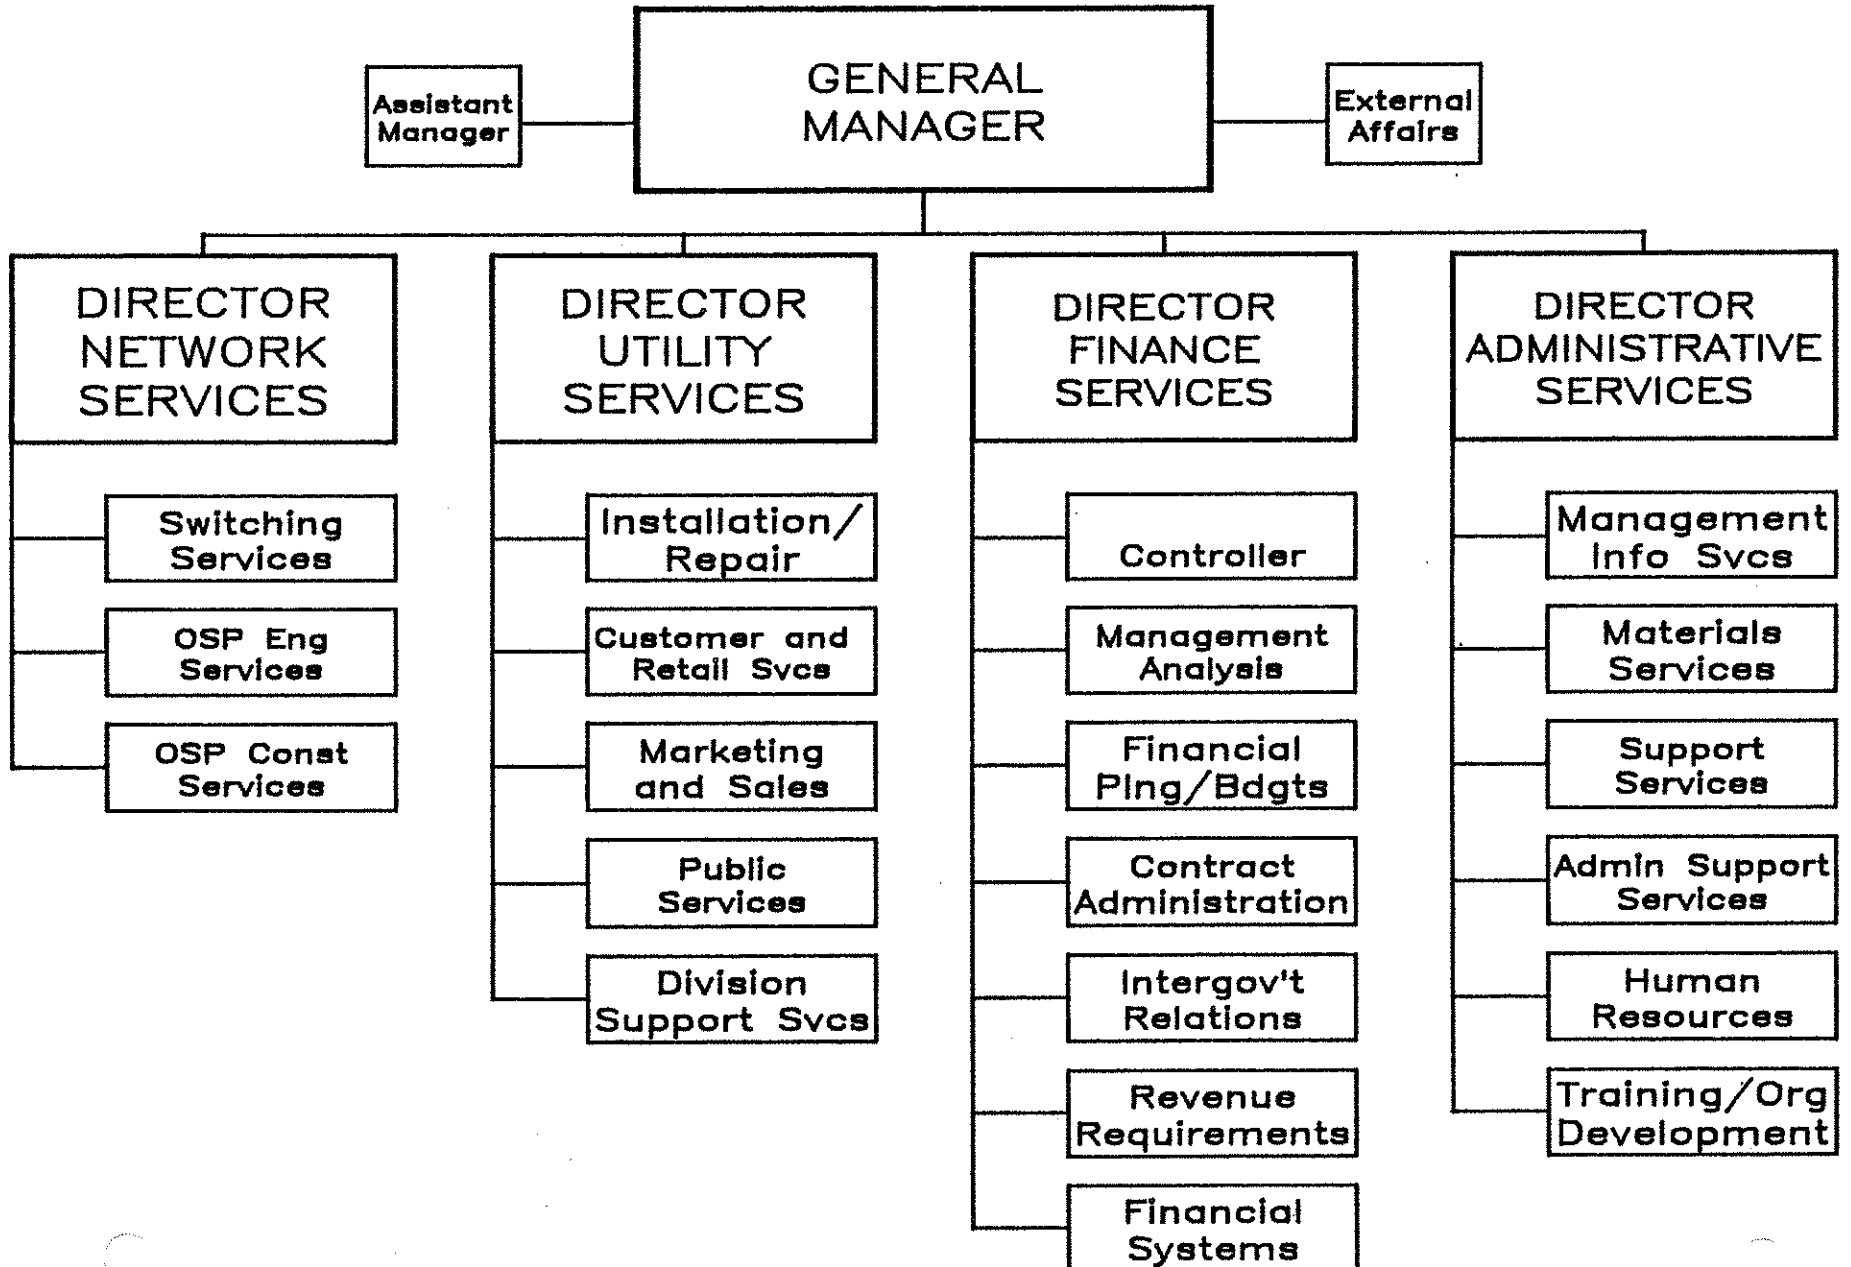 GENERAL
MANAGER
Assistant
Manager
External
Affairs
DIRECTOR
NETWORK
SERVICES
Switching
Services
OSP Eng
Services
OSP Const
Services
DIRECTOR
UTILITY
SERVICES
Installation/
Repair
Customer and
Retail Svcs
Marketing
and Sales
Public
Services
Division
Support Svcs
DIRECTOR
FINANCE
SERVICES
Controller
Management
Analysis
Financial
Plng/Bdgts
Contract
Administration
Intergov't
Relations
Revenue
Requirements
Financial
Systems
DIRECTOR
ADMINISTRATIVE
SERVICES
Management
Info Svcs
Materials
Services
Support
Services
Admin Support
Services
Human
Resources
Training/Org
Development